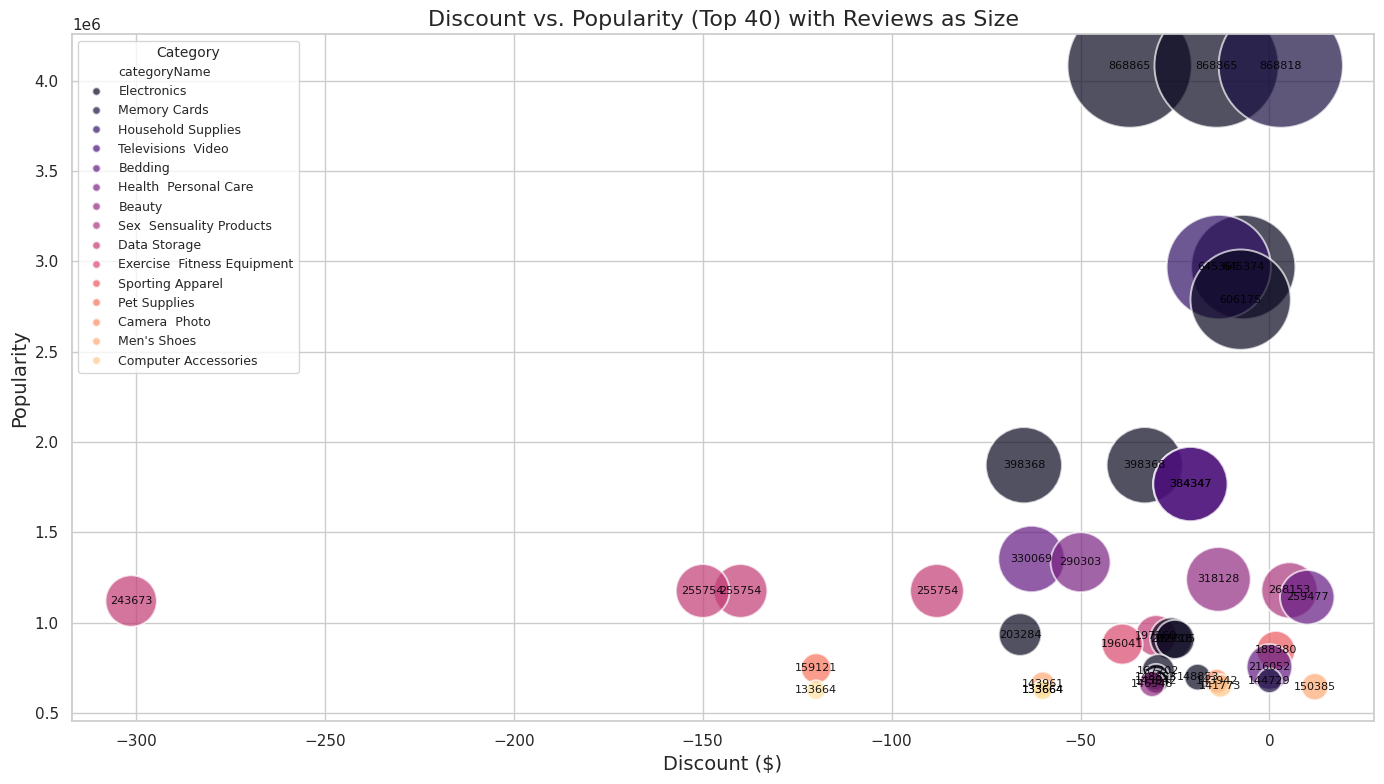 Discount vs. Popularity (Top 40) with Reviews as Size
1e6
Category
categoryName
Electronics
Memory Cards
Household Supplies
Televisions  Video
Bedding
Health  Personal Care
Beauty
Sex  Sensuality Products
Data Storage
Exercise  Fitness Equipment
Sporting Apparel
Pet Supplies
Camera  Photo
Men's Shoes
Computer Accessories
Popularity
4.0
3.5
3.0
2.5
2.0
1.5
1.0
0.5
868865
868865
868818
606175
398368
398368
384347
330069
290303
318128
268153
259477
243673
255754
255754
255754
203284
196041
188380
216052
159121
133664
143961
133664
144729
141773
150385
−300
−250
−200
−150
−100
−50
0
Discount ($)